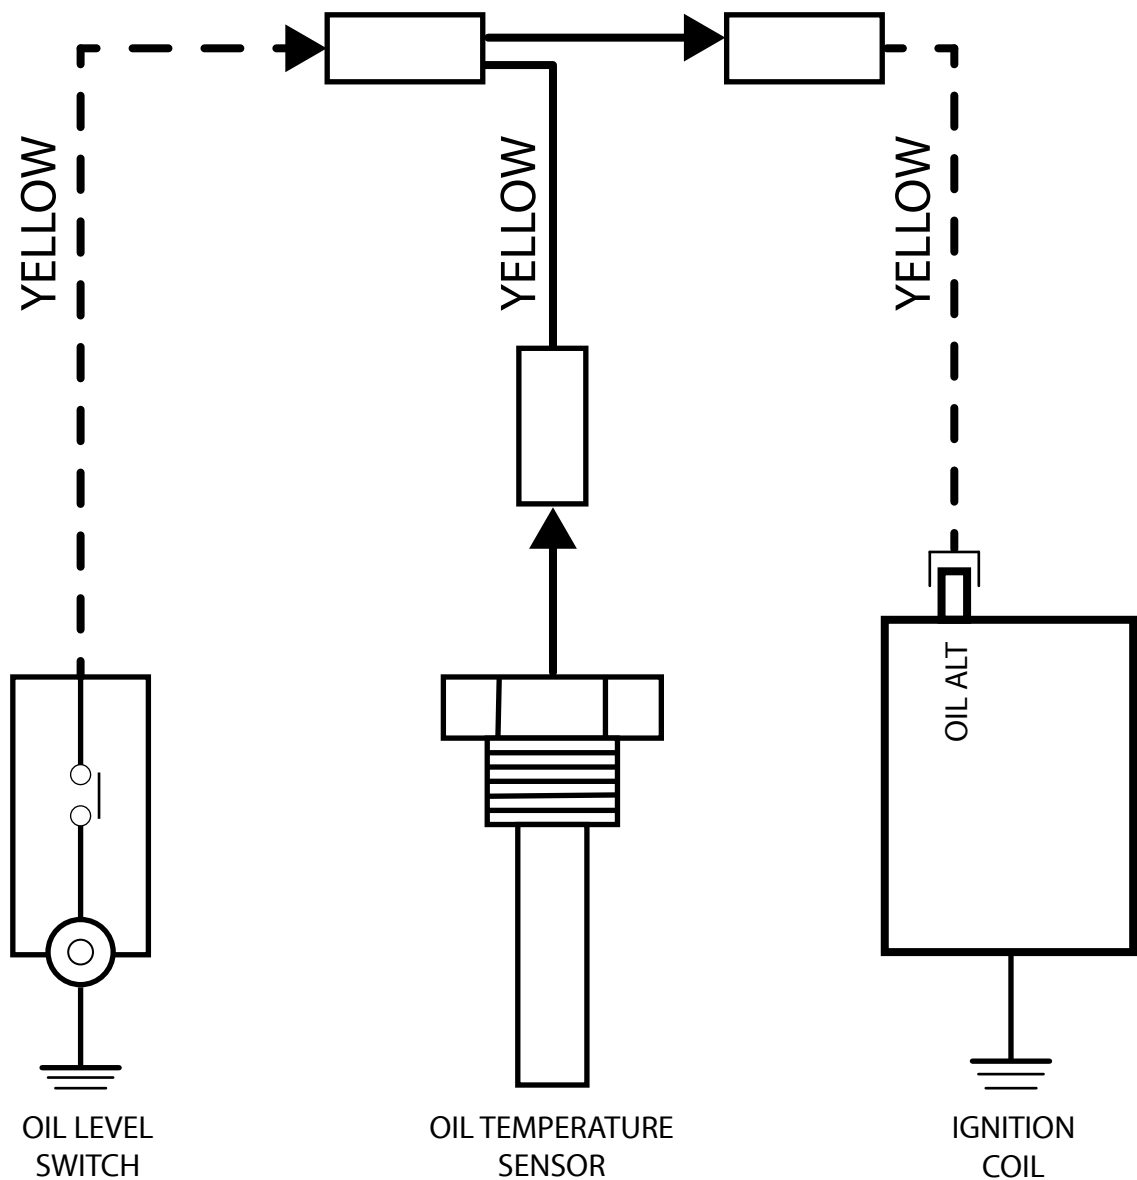 YELLOW
YELLOW
YELLOW
OIL ALT
OIL LEVEL
SWITCH
OIL TEMPERATURE
SENSOR
IGNITION
COIL